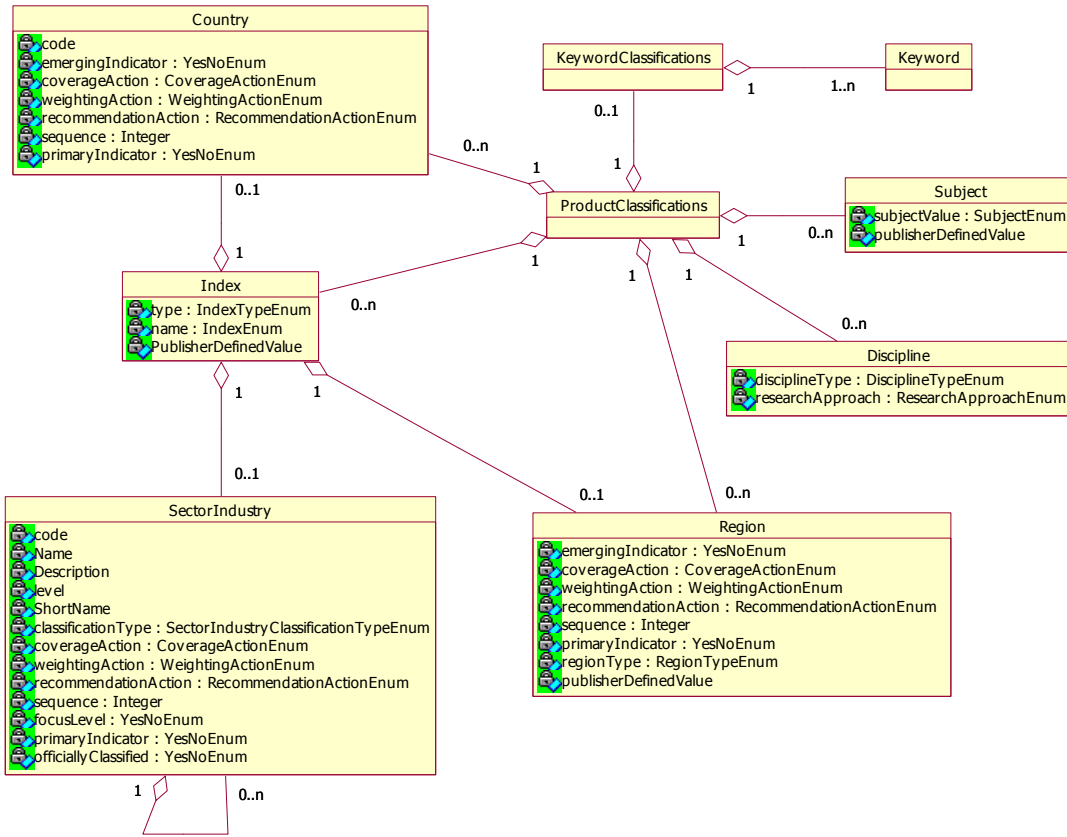 Country
code
emergingIndicator : YesNoEnum
coverageAction : CoverageActionEnum
weightingAction : WeightingActionEnum
recommendationAction : RecommendationActionEnum
sequence : Integer
primaryIndicator : YesNoEnum
KeywordClassifications
1
1..n
Keyword
0..1
0..n
1
1
ProductClassifications
1
0..n
Subject
subjectValue : SubjectEnum
publisherDefinedValue
0..1
1
1
0..n
1
1
0..n
Index
type : IndexTypeEnum
name : IndexEnum
PublisherDefinedValue
Discipline
disciplineType : DisciplineTypeEnum
researchApproach : ResearchApproachEnum
1
1
0..1
0..1
0..n
SectorIndustry
code
Name
Description
level
ShortName
classificationType : SectorIndustryClassificationTypeEnum
coverageAction : CoverageActionEnum
weightingAction : WeightingActionEnum
recommendationAction : RecommendationActionEnum
sequence : Integer
focusLevel : YesNoEnum
primaryIndicator : YesNoEnum
officiallyClassified : YesNoEnum
1
0..n
Region
emergingIndicator : YesNoEnum
coverageAction : CoverageActionEnum
weightingAction : WeightingActionEnum
recommendationAction : RecommendationActionEnum
sequence : Integer
primaryIndicator : YesNoEnum
regionType : RegionTypeEnum
publisherDefinedValue